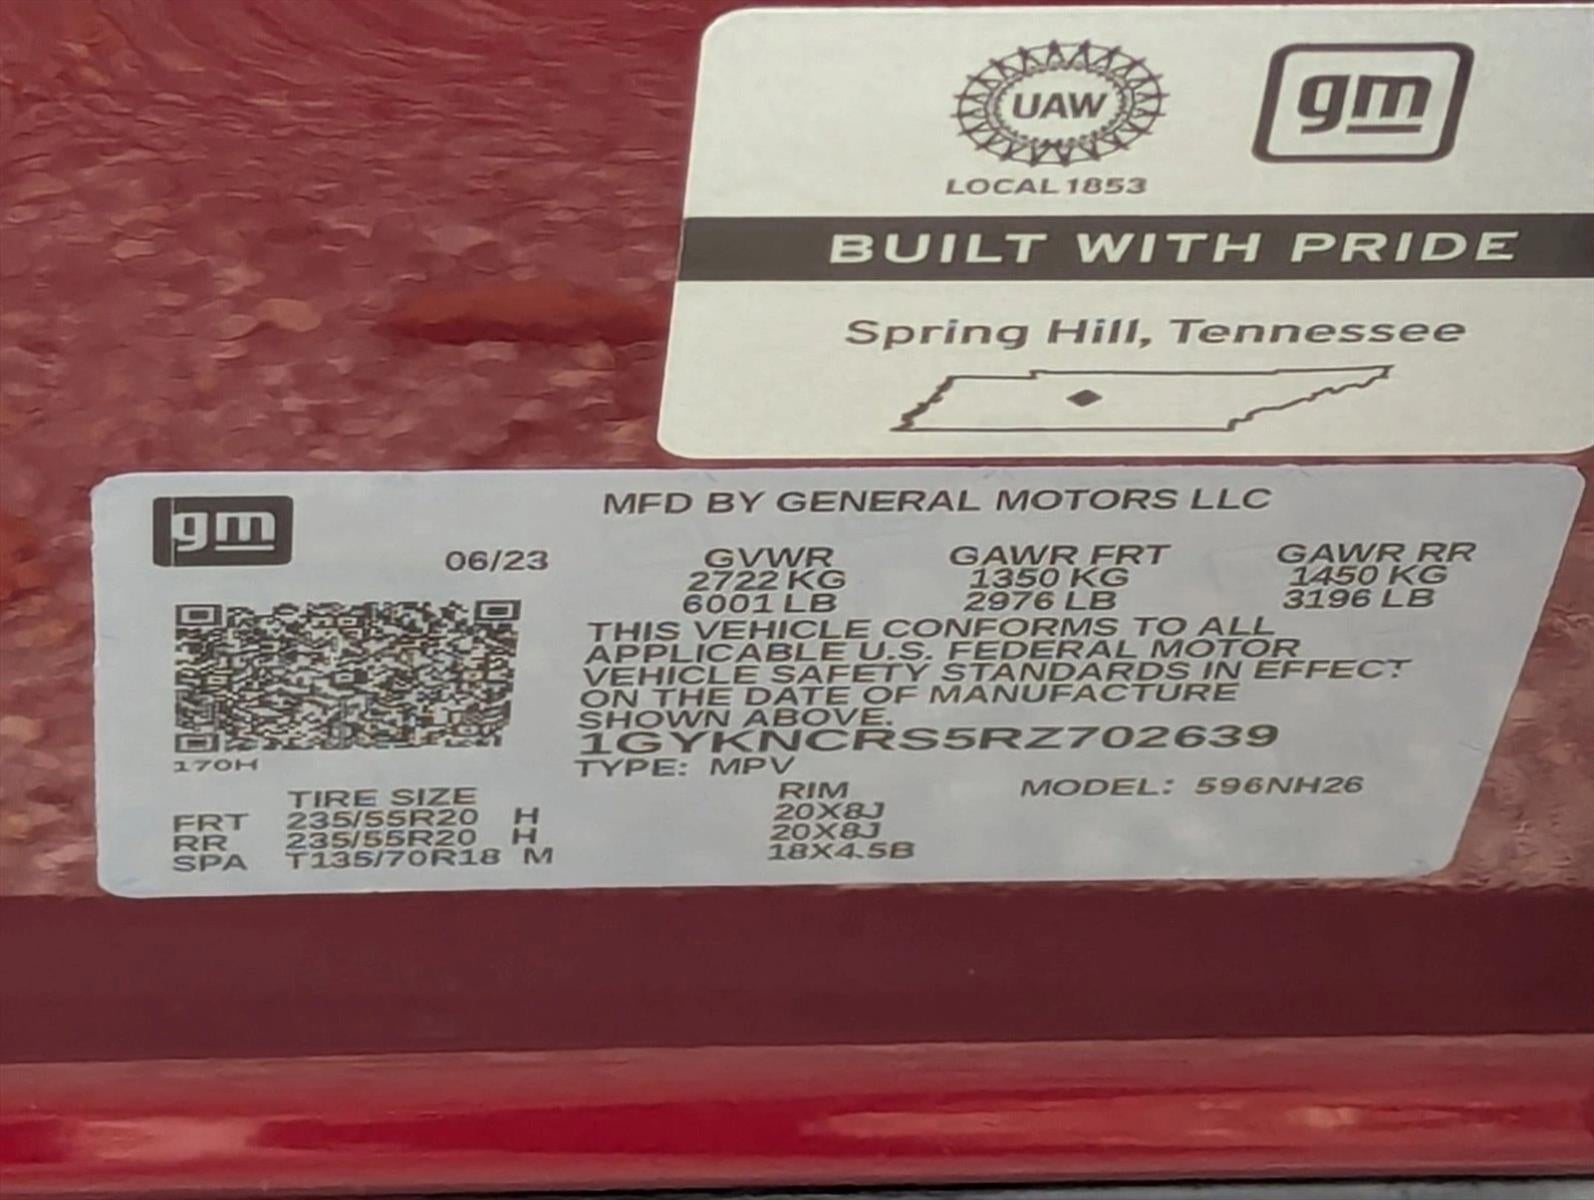 UAW
gm
LOCAL 1853
BUILT WITH PRIDE
Spring Hill, Tennessee
gm
MFD BY GENERAL MOTORS LLC
06/23
GVWR GAWR FRT GAWR RR
2722 KG 1350 KG 1450 KG
6001 LB 2976 LB 3196 LB
THIS VEHICLE CONFORMS TO ALL
APPLICABLE U.S. FEDERAL MOTOR
VEHICLE SAFETY STANDARDS IN EFFECT
ON THE DATE OF MANUFACTURE
SHOWN ABOVE.
1GYKNCRS5RZ702639
170H
TYPE: MPV
TIRE SIZE RIM MODEL: 596NH26
FRT 235/55R20 H 20X8J
RR 235/55R20 H 20X8J
SPA T135/70R18 M 18X4.5B